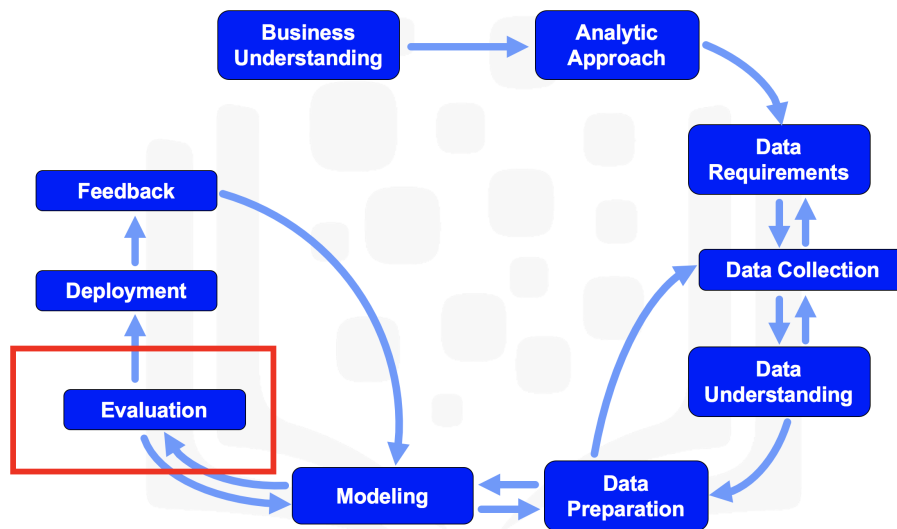 Business
Understanding
Analytic
Approach
Data
Requirements
Feedback
Data Collection
Deployment
Data
Understanding
Evaluation
Modeling
Data
Preparation